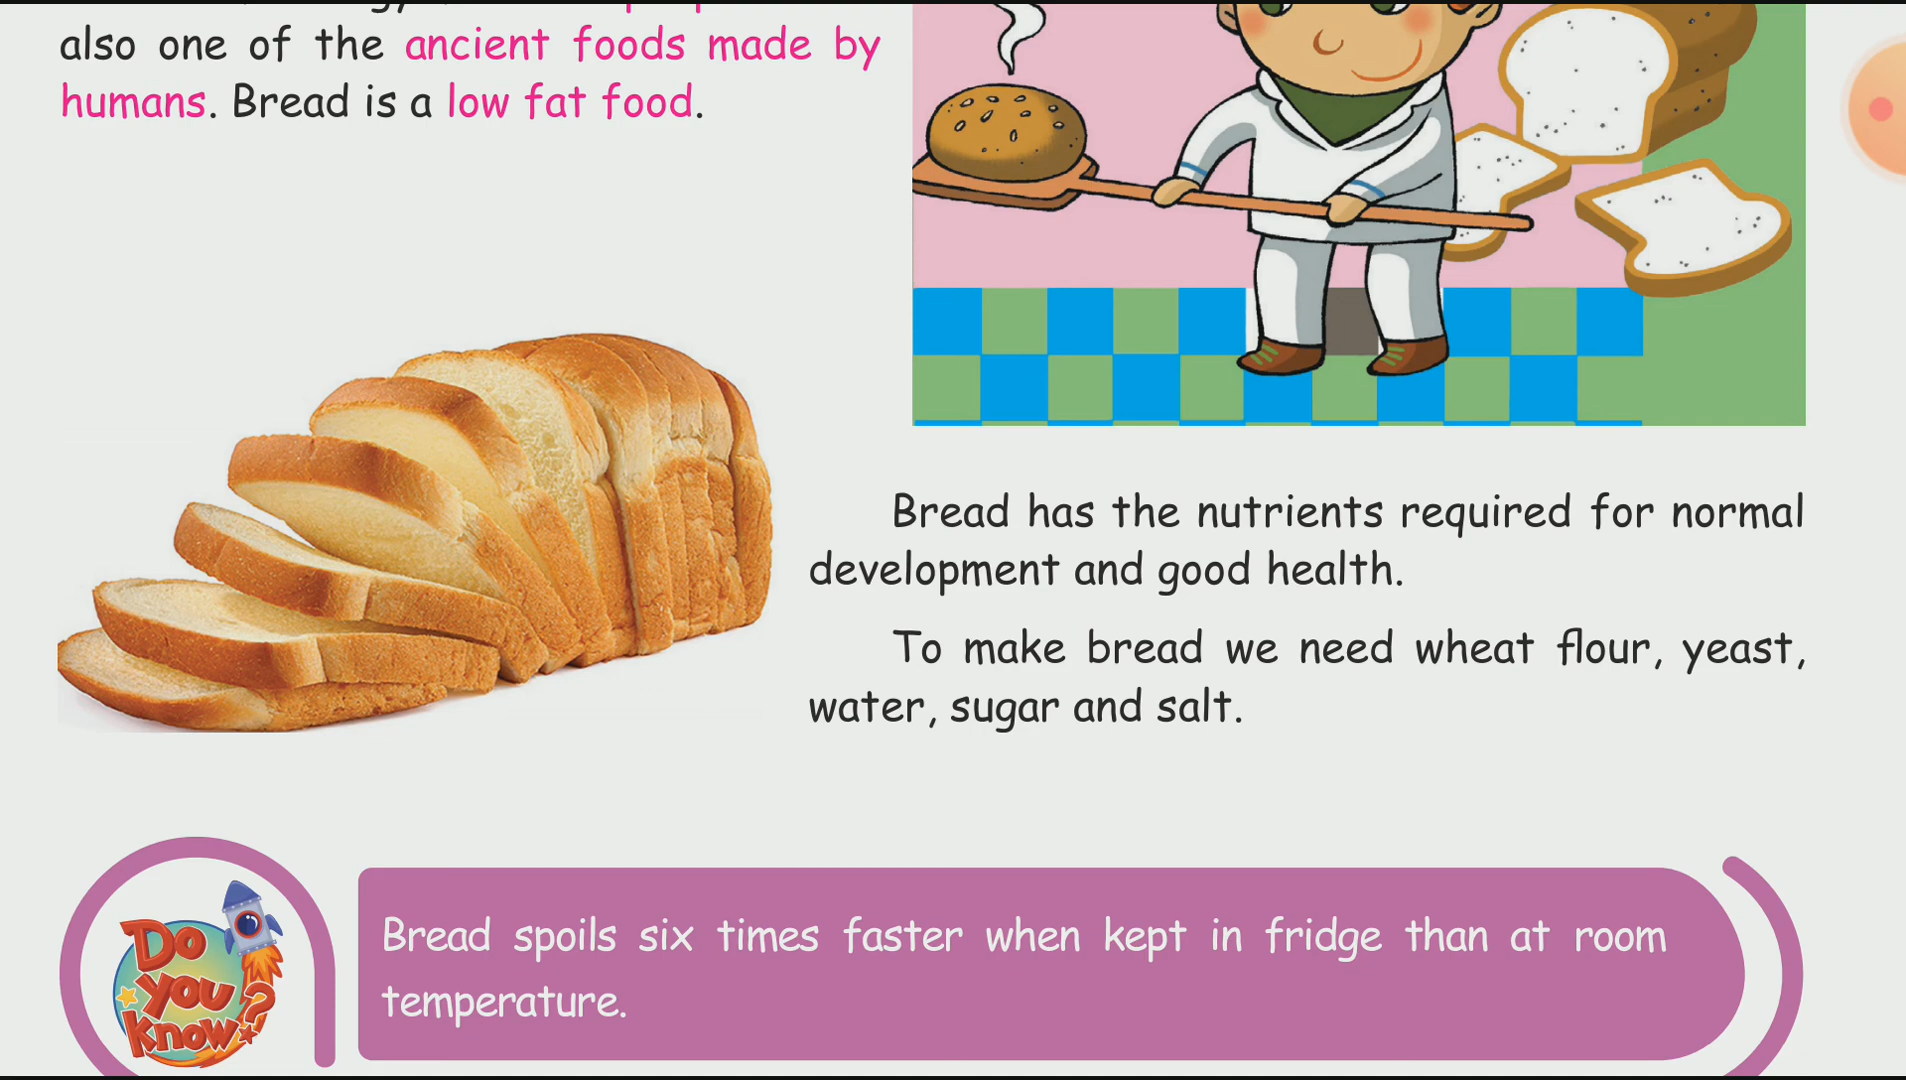 also one of the ancient foods made by
humans. Bread is a low fat food.
Bread has the nutrients required for normal
development and good health.
To make bread we need wheat flour, yeast,
water, sugar and salt.
Do
you
know?
Bread spoils six times faster when kept in fridge than at room
temperature.